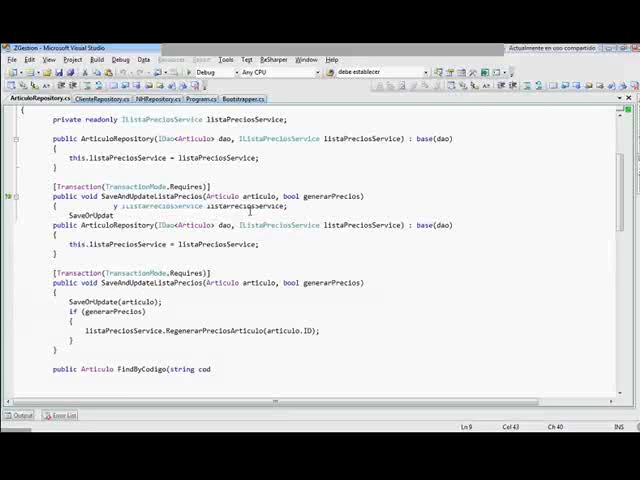 ZGestion - Microsoft Visual Studio
Actualmente en uso compartido
File Edit View Project Build Debug Data Tools Test ReSharper Window Help
Debug Any CPU debe establecer
ArticuloRepository.cs ClienteRepository.cs NHRepository.cs Program.cs Bootstrapper.cs
{
private readonly IListaPreciosService listaPreciosService;
public ArticuloRepository(IDao<Articulo> dao, IListaPreciosService listaPreciosService) : base(dao)
{
this.listaPreciosService = listaPreciosService;
}
[Transaction(TransactionMode.Requires)]
public void SaveAndUpdateListaPrecios(Articulo articulo, bool generarPrecios)
{ y IListaPreciosService listaPreciosService;
SaveOrUpdat
public ArticuloRepository(IDao<Articulo> dao, IListaPreciosService listaPreciosService) : base(dao)
{
this.listaPreciosService = listaPreciosService;
}
[Transaction(TransactionMode.Requires)]
public void SaveAndUpdateListaPrecios(Articulo articulo, bool generarPrecios)
{
SaveOrUpdate(articulo);
if (generarPrecios)
{
listaPreciosService.RegenerarPreciosArticulo(articulo.ID);
}
}
public Articulo FindByCodigo(string cod
Output Error List
Ln 9 Col 43 Ch 40 INS